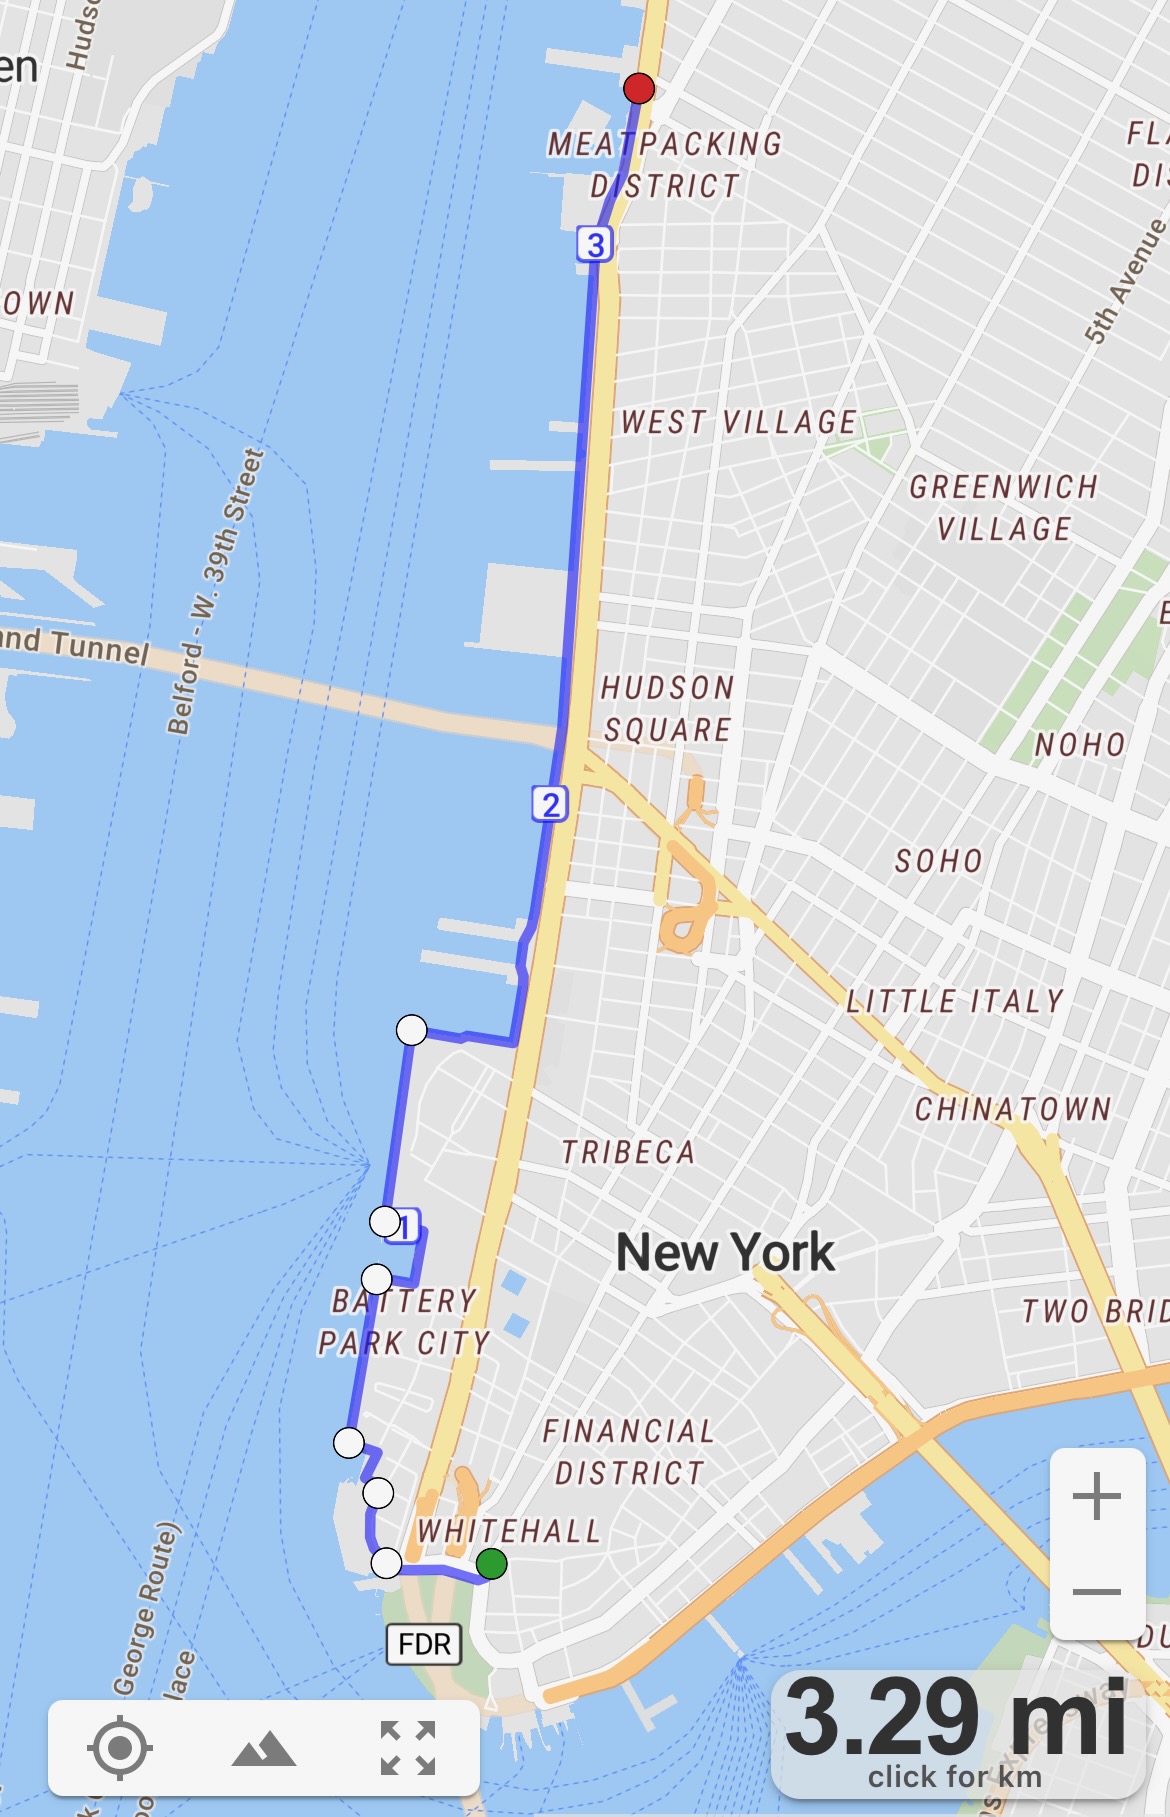 Hudso
en
MEATPACKING
DISTRICT
FLA
DIS
3
5th Avenue
OWN
WEST VILLAGE
GREENWICH
VILLAGE
Belford - W. 39th Street
and Tunnel
HUDSON
SQUARE
NOHO
2
SOHO
LITTLE ITALY
CHINATOWN
TRIBECA
1
New York
BATTERY
PARK CITY
TWO BRID
FINANCIAL
DISTRICT
WHITEHALL
George Route)
FDR
DU
lace
3.29 mi
click for km